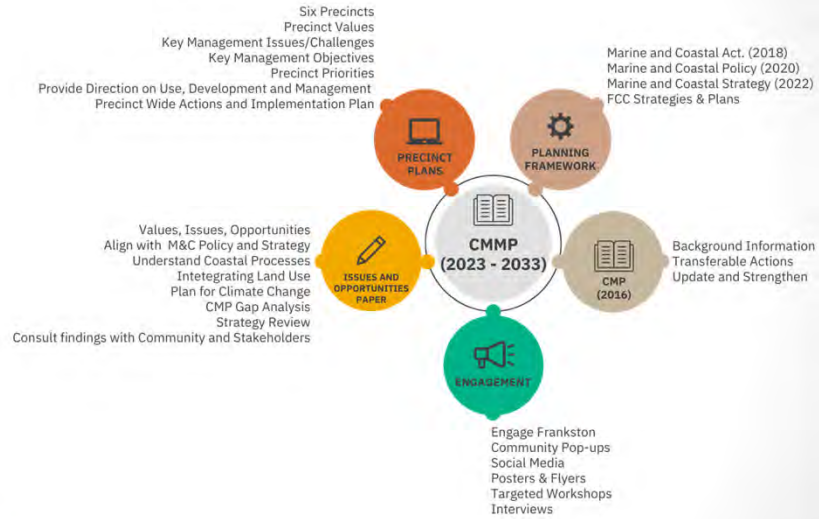 Six Precincts
Precinct Values
Key Management Issues/Challenges
Key Management Objectives
Precinct Priorities
Provide Direction on Use, Development and Management
Precinct Wide Actions and Implementation Plan
PRECINCT
PLANS
Marine and Coastal Act. (2018)
Marine and Coastal Policy (2020)
Marine and Coastal Strategy (2022)
FCC Strategies & Plans
PLANNING
FRAMEWORK
CMMP
(2023 - 2033)
Values, Issues, Opportunities
Align with M&C Policy and Strategy
Understand Coastal Processes
Intetegrating Land Use
Plan for Climate Change
CMP Gap Analysis
Strategy Review
Consult findings with Community and Stakeholders
ISSUES AND
OPPORTUNITIES
PAPER
CMP
(2016)
Background Information
Transferable Actions
Update and Strengthen
ENGAGEMENT
Engage Frankston
Community Pop-ups
Social Media
Posters & Flyers
Targeted Workshops
Interviews